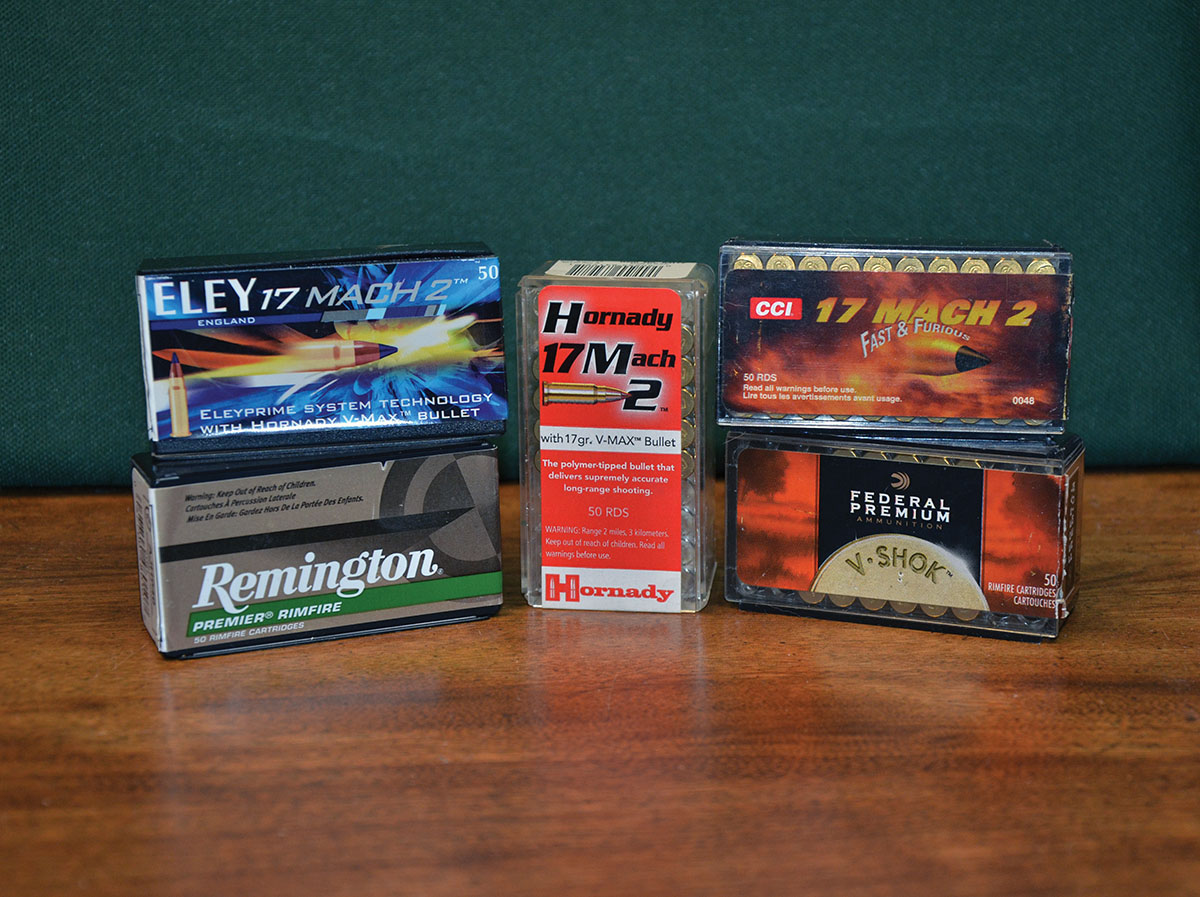 ELEY 17 MACH 2™ 50
ENGLAND
ELEYPRIME SYSTEM TECHNOLOGY
WITH HORNADY V-MAX™ BULLET
Warning: Keep Out of Reach of Children.
Cartouches À Percussion Laterale
Mise En Garde: Gardez Hors De La Portée Des Enfants.
Remington®
PREMIER® RIMFIRE
50 RIMFIRE CARTRIDGES
Hornady
17Mach
2™
with 17gr. V-MAX™ Bullet
The polymer-tipped bullet that
delivers supremely accurate
long-range shooting.
50 RDS
WARNING: Range 2 miles, 3 kilometers.
Keep out of reach of children. Read all
warnings before use.
Hornady
CCI 17 MACH 2
FAST & FURIOUS
50 RDS
Read all warnings before use.
Lire tous les avertissements avant usage.
0048
FEDERAL
PREMIUM
AMMUNITION
V·SHOK™
50
RIMFIRE CARTRIDGES
CARTOUCHES